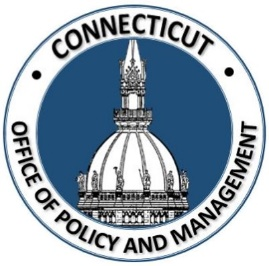 CONNECTICUT
OFFICE OF POLICY AND MANAGEMENT